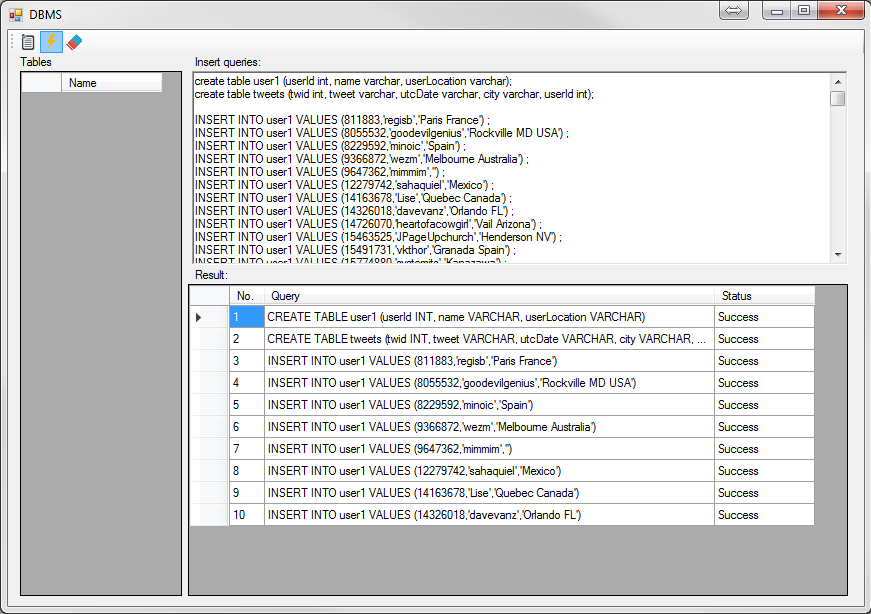 DBMS
Tables
Name
Insert queries:
create table user1 (userId int, name varchar, userLocation varchar);
create table tweets (twid int, tweet varchar, utcDate varchar, city varchar, userId int);
INSERT INTO user1 VALUES (811883,'regisb','Paris France') ;
INSERT INTO user1 VALUES (8055532,'goodevilgenius','Rockville MD USA') ;
INSERT INTO user1 VALUES (8229592,'minoic','Spain') ;
INSERT INTO user1 VALUES (9366872,'wezm','Melbourne Australia') ;
INSERT INTO user1 VALUES (9647362,'mimmim','') ;
INSERT INTO user1 VALUES (12279742,'sahaquiel','Mexico') ;
INSERT INTO user1 VALUES (14163678,'Lise','Quebec Canada') ;
INSERT INTO user1 VALUES (14326018,'davevanz','Orlando FL') ;
INSERT INTO user1 VALUES (14726070,'heartofacowgirl','Vail Arizona') ;
INSERT INTO user1 VALUES (15463525,'JPageUpchurch','Henderson NV') ;
INSERT INTO user1 VALUES (15491731,'vkthor','Granada Spain') ;
INSERT INTO user1 VALUES
Result:
No. Query Status
1 CREATE TABLE user1 (userId INT, name VARCHAR, userLocation VARCHAR) Success
2 CREATE TABLE tweets (twid INT, tweet VARCHAR, utcDate VARCHAR, city VARCHAR, ... Success
3 INSERT INTO user1 VALUES (811883,'regisb','Paris France') Success
4 INSERT INTO user1 VALUES (8055532,'goodevilgenius','Rockville MD USA') Success
5 INSERT INTO user1 VALUES (8229592,'minoic','Spain') Success
6 INSERT INTO user1 VALUES (9366872,'wezm','Melbourne Australia') Success
7 INSERT INTO user1 VALUES (9647362,'mimmim','') Success
8 INSERT INTO user1 VALUES (12279742,'sahaquiel','Mexico') Success
9 INSERT INTO user1 VALUES (14163678,'Lise','Quebec Canada') Success
10 INSERT INTO user1 VALUES (14326018,'davevanz','Orlando FL') Success